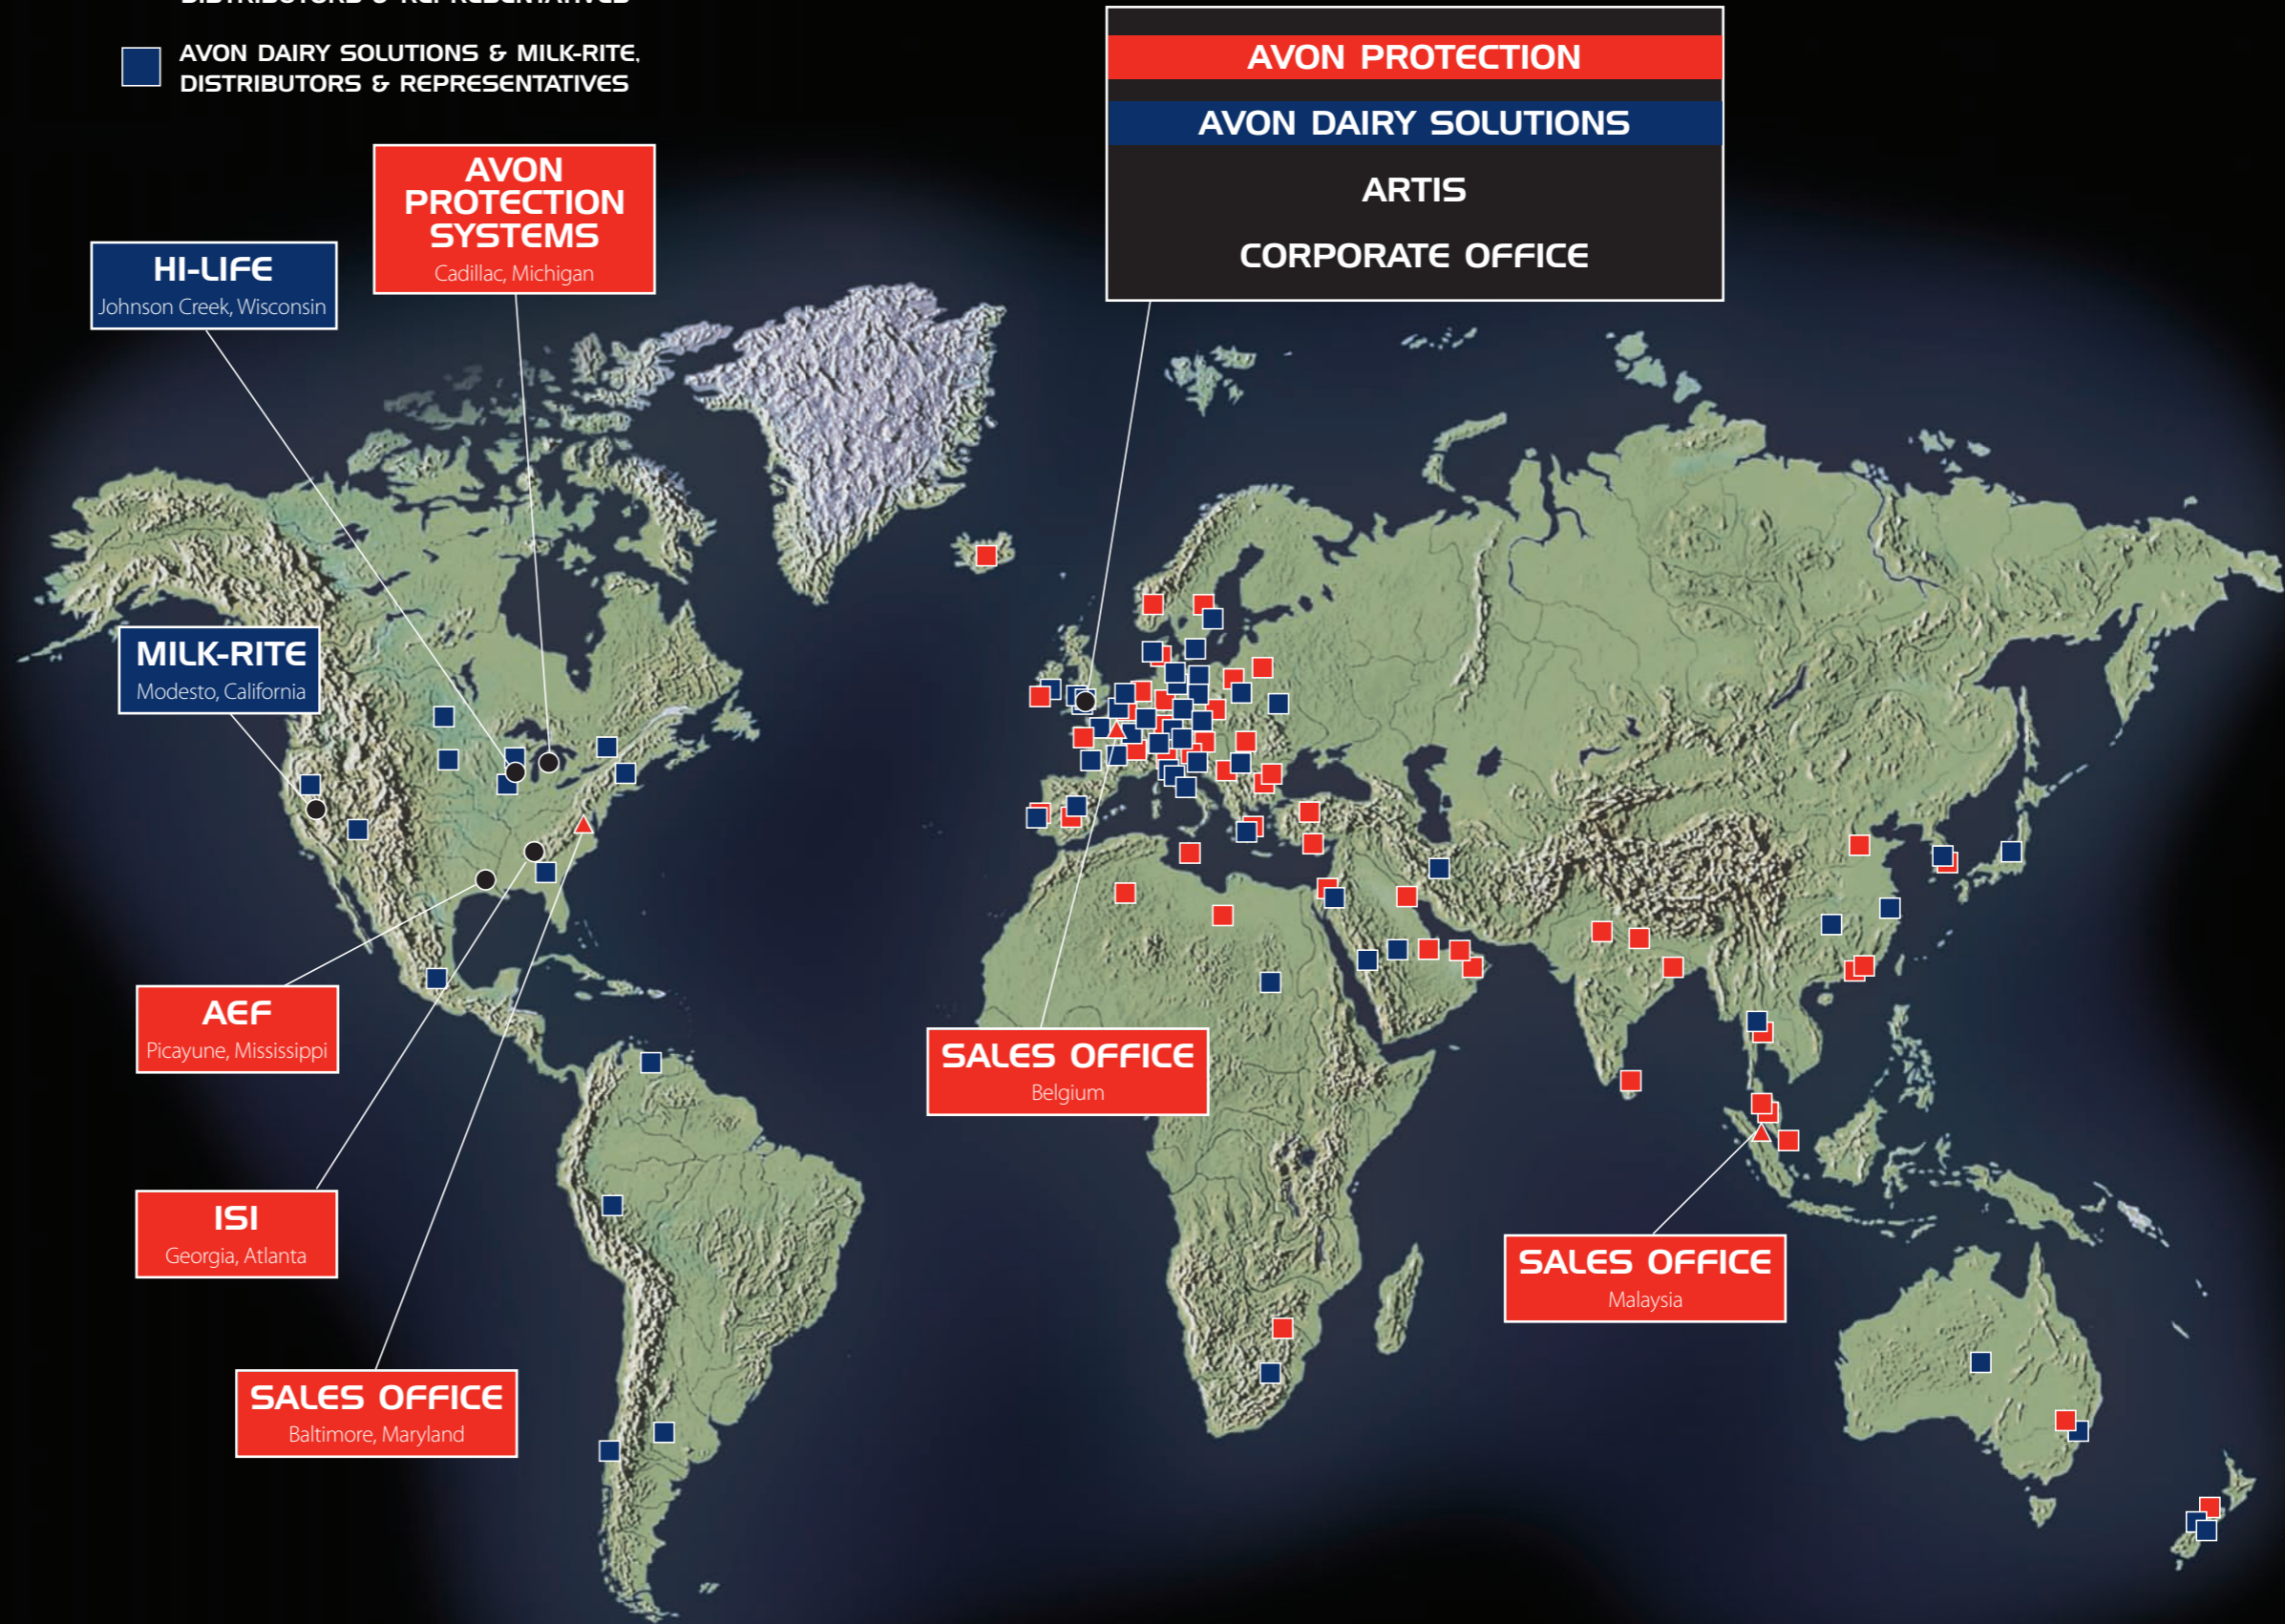 DISTRIBUTORS & REPRESENTATIVES
AVON DAIRY SOLUTIONS & MILK-RITE,
DISTRIBUTORS & REPRESENTATIVES
AVON PROTECTION
AVON DAIRY SOLUTIONS
ARTIS
CORPORATE OFFICE
AVON
PROTECTION
SYSTEMS
Cadillac, Michigan
HI-LIFE
Johnson Creek, Wisconsin
MILK-RITE
Modesto, California
AEF
Picayune, Mississippi
SALES OFFICE
Belgium
ISI
Georgia, Atlanta
SALES OFFICE
Malaysia
SALES OFFICE
Baltimore, Maryland